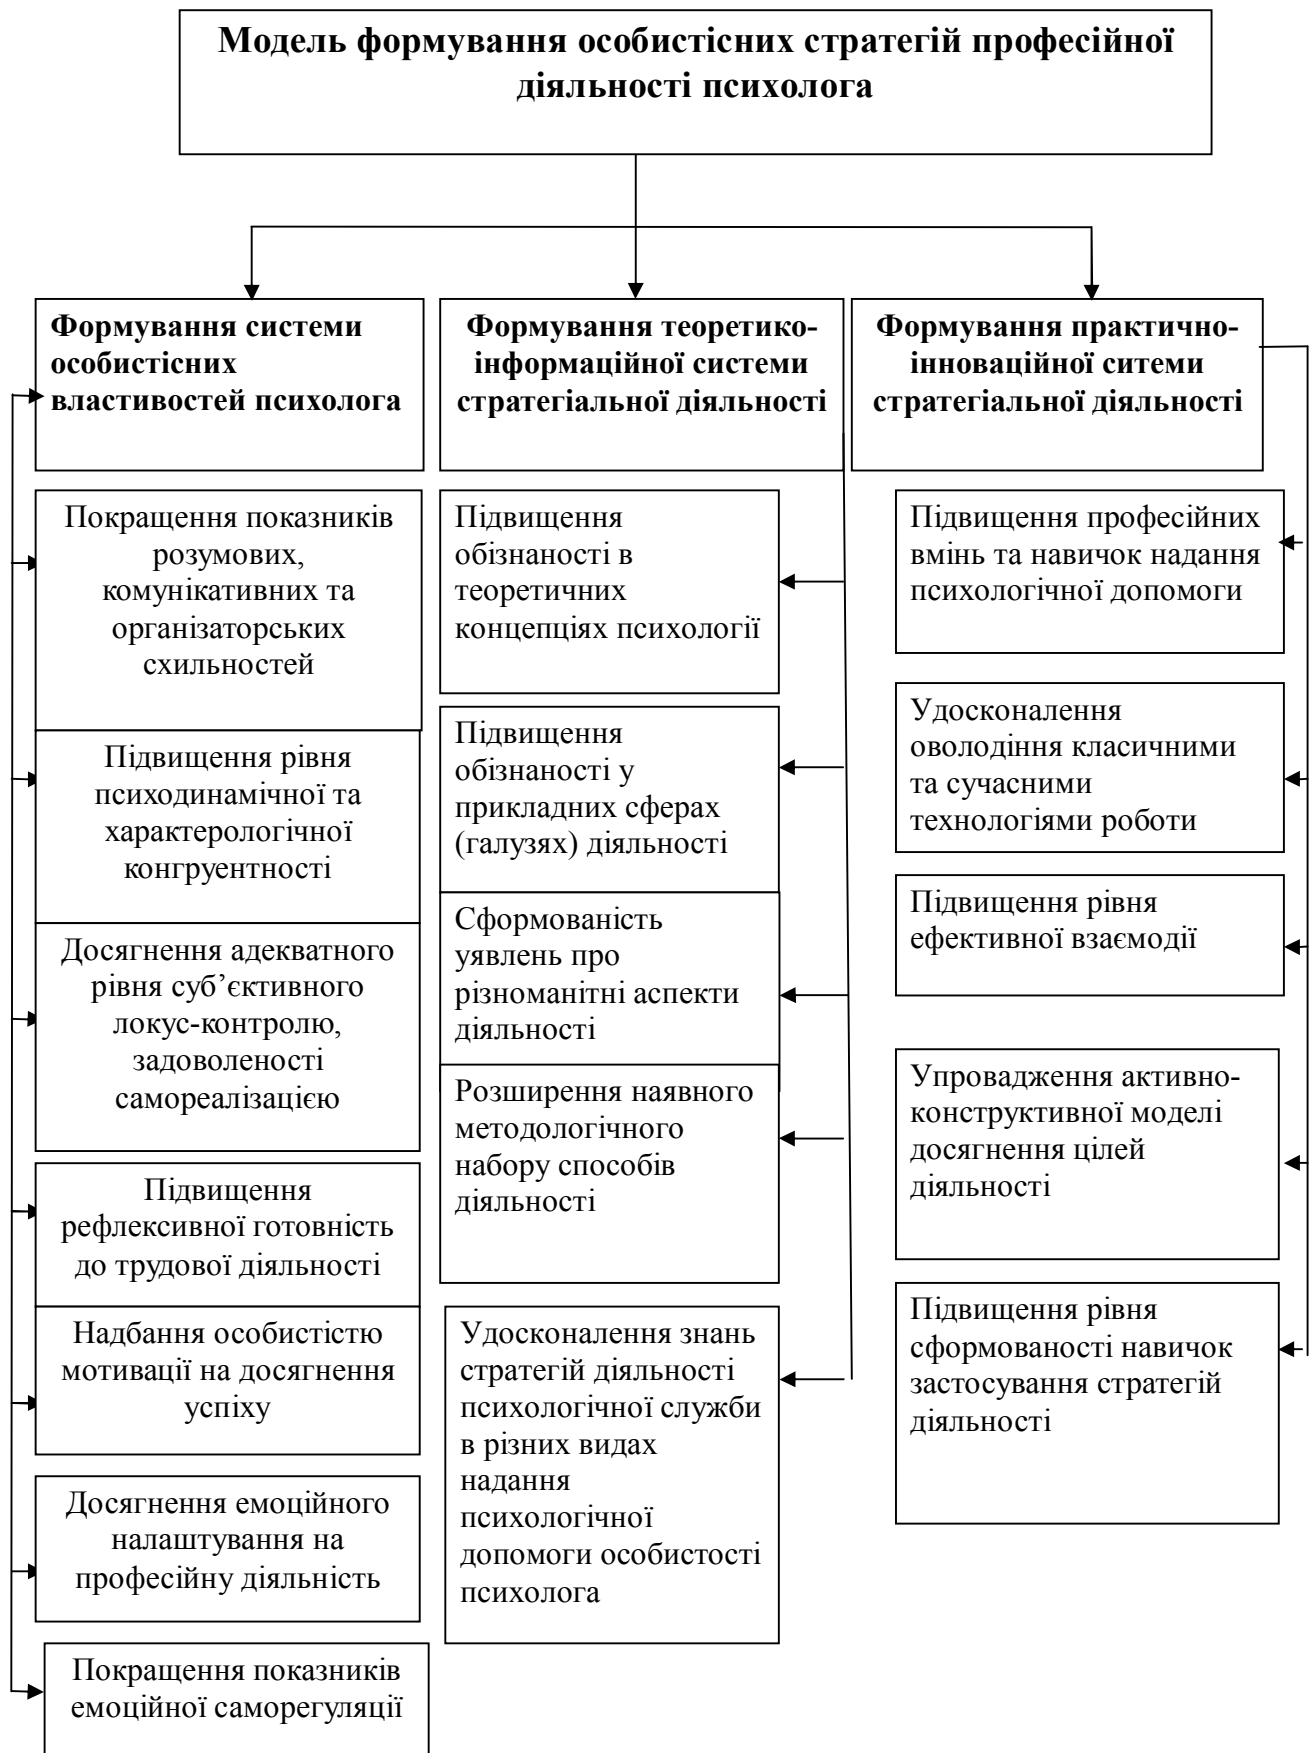 Модель формування особистісних стратегій професійної
діяльності психолога
Формування системи
особистісних
властивостей психолога
Покращення показників
розумових,
комунікативних та
організаторських
схильностей
Підвищення рівня
психодинамічної та
характерологічної
конгруентності
Досягнення адекватного
рівня суб’єктивного
локус-контролю,
задоволеності
самореалізацією
Підвищення
рефлексивної готовність
до трудової діяльності
Надбання особистістю
мотивації на досягнення
успіху
Досягнення емоційного
налаштування на
професійну діяльність
Покращення показників
емоційної саморегуляції
Формування теоретико-
інформаційної системи
стратегіальної діяльності
Підвищення
обізнаності в
теоретичних
концепціях психології
Підвищення
обізнаності у
прикладних сферах
(галузях) діяльності
Сформованість
уявлень про
різноманітні аспекти
діяльності
Розширення наявного
методологічного
набору способів
діяльності
Удосконалення знань
стратегій діяльності
психологічної служби
в різних видах
надання
психологічної
допомоги особистості
психолога
Формування практично-
інноваційної ситеми
стратегіальної діяльності
Підвищення професійних
вмінь та навичок надання
психологічної допомоги
Удосконалення
оволодіння класичними
та сучасними
технологіями роботи
Підвищення рівня
ефективної взаємодії
Упровадження активно-
конструктивної моделі
досягнення цілей
діяльності
Підвищення рівня
сформованості навичок
застосування стратегій
діяльності